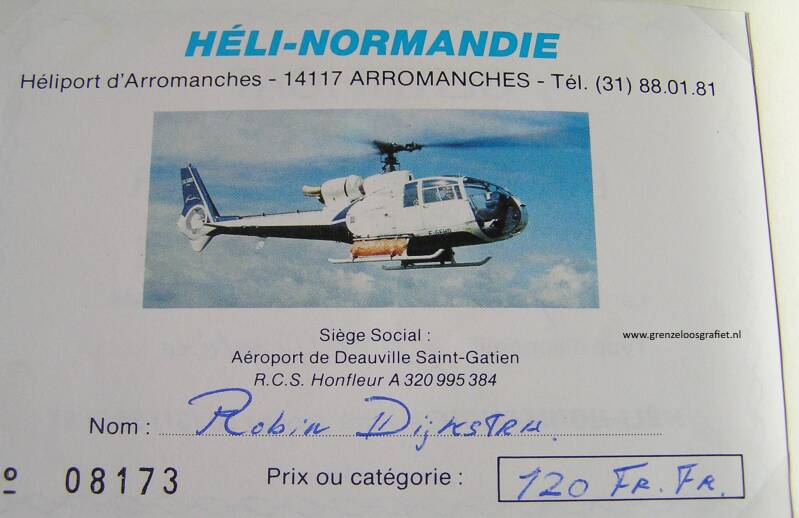 HÉLI-NORMANDIE
Héliport d'Arromanches - 14117 ARROMANCHES - Tél. (31) 88.01.81
Siège Social :
www.grenzeloosgrafiet.nl
Aéroport de Deauville Saint-Gatien
R.C.S. Honfleur A 320 995 384
Nom : Robin Dijkstra.
º 08173 Prix ou catégorie : 120 FR. FR.